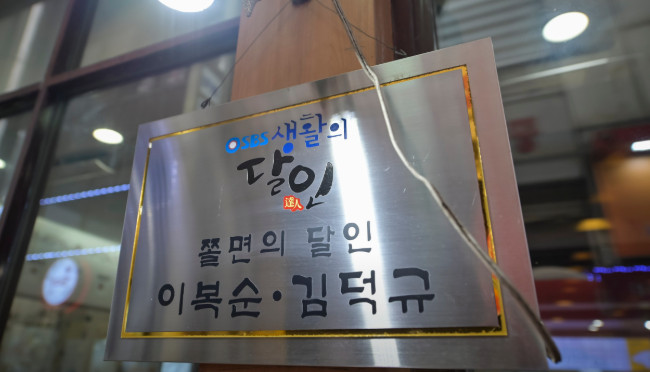 SBS 생활의
달인
達人
쫄면의 달인
이복순·김덕규